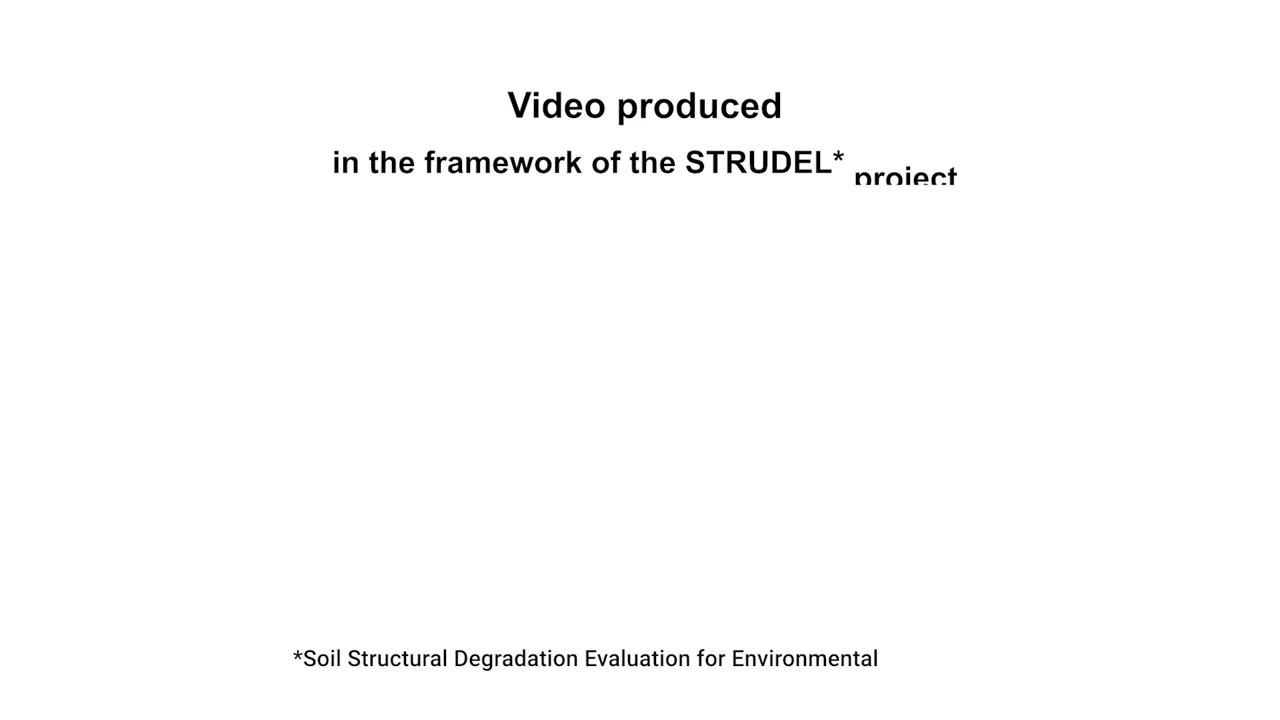 Video produced
in the framework of the STRUDEL* project
*Soil Structural Degradation Evaluation for Environmental